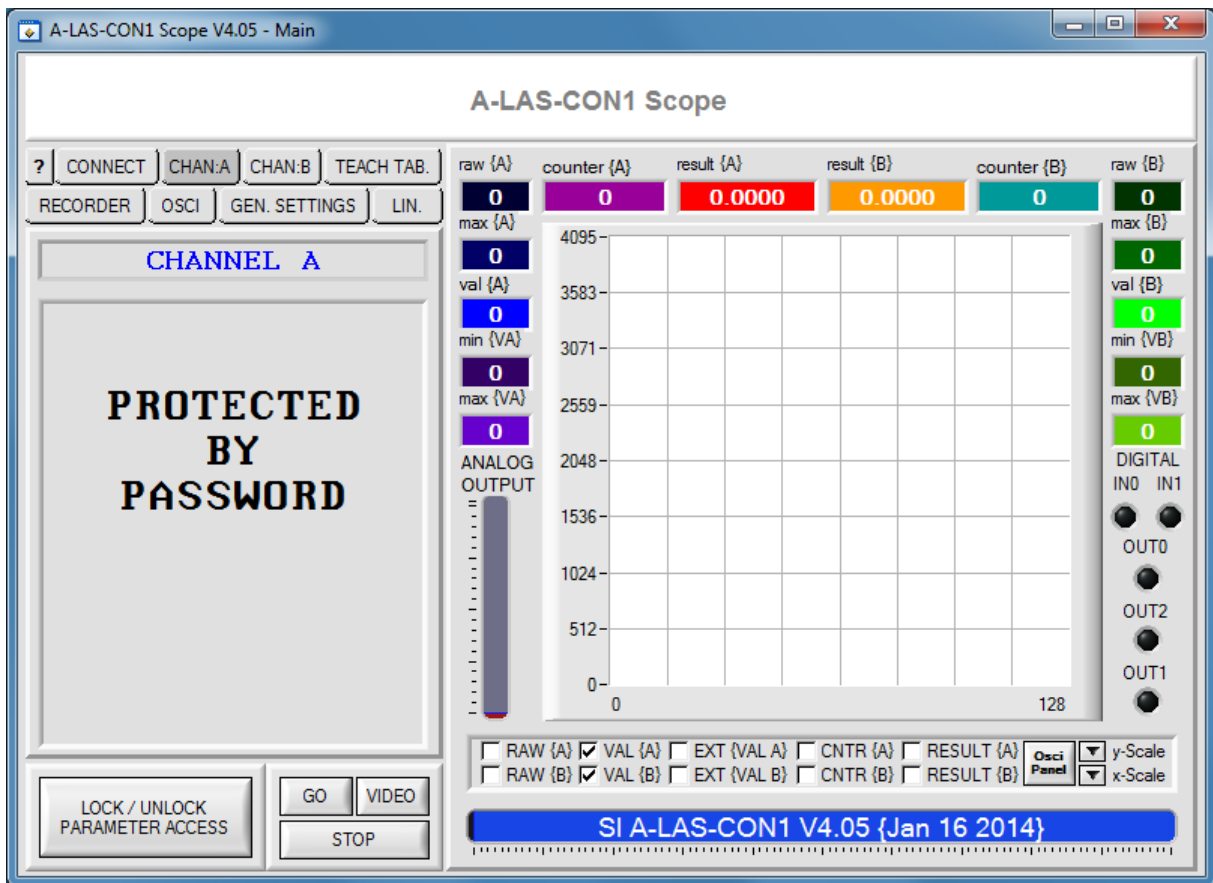 A-LAS-CON1 Scope V4.05 - Main
A-LAS-CON1 Scope
? CONNECT CHAN:A CHAN:B TEACH TAB.
RECORDER OSCI GEN. SETTINGS LIN.
CHANNEL A
PROTECTED
BY
PASSWORD
LOCK / UNLOCK
PARAMETER ACCESS
GO VIDEO
STOP
raw {A} counter {A} result {A} result {B} counter {B} raw {B}
0 0 0.0000 0.0000 0 0
max {A}
0
val {A}
0
min {VA}
0
max {VA}
0
ANALOG
OUTPUT
4095
3583
3071
2559
2048
1536
1024
512
0
0 128
max {B}
0
val {B}
0
min {VB}
0
max {VB}
0
DIGITAL
IN0 IN1
OUT0
OUT2
OUT1
RAW {A} VAL {A} EXT {VAL A} CNTR {A} RESULT {A}
RAW {B} VAL {B} EXT {VAL B} CNTR {B} RESULT {B}
Osci
Panel
y-Scale
x-Scale
SI A-LAS-CON1 V4.05 {Jan 16 2014}